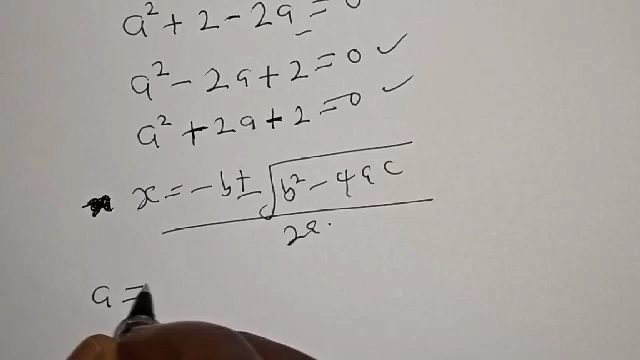 a² + 2 - 2a = 0
a² - 2a + 2 = 0 ✓
a² + 2a + 2 = 0 ✓
x = -b ± √(b² - 4ac) / 2a.
a =